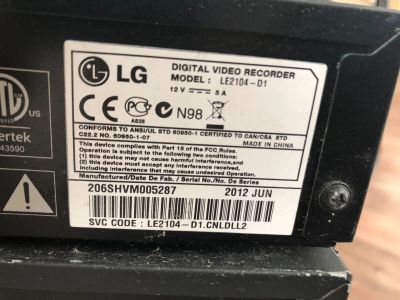 LG
DIGITAL VIDEO RECORDER
MODEL : LE2104-D1
12 V ⎓ 5 A
US
ertek
43590
CE
AB28
N98
CONFORMS TO ANSI/UL STD 60950-1 CERTIFIED TO CAN/CSA STD
C22.2 NO. 60950-1-07
MADE IN CHINA
This device complies with Part 15 of the FCC Rules.
Operation is subject to the following two conditions:
(1) this device may not cause harmful interference,and
(2) this device must accept any interference received,
including interference that may cause undesired operation.
Manufactured/Date De Fab. / Serial No./No. De Series
206SHVM005287
2012 JUN
SVC CODE : LE2104-D1.CNLDLL2